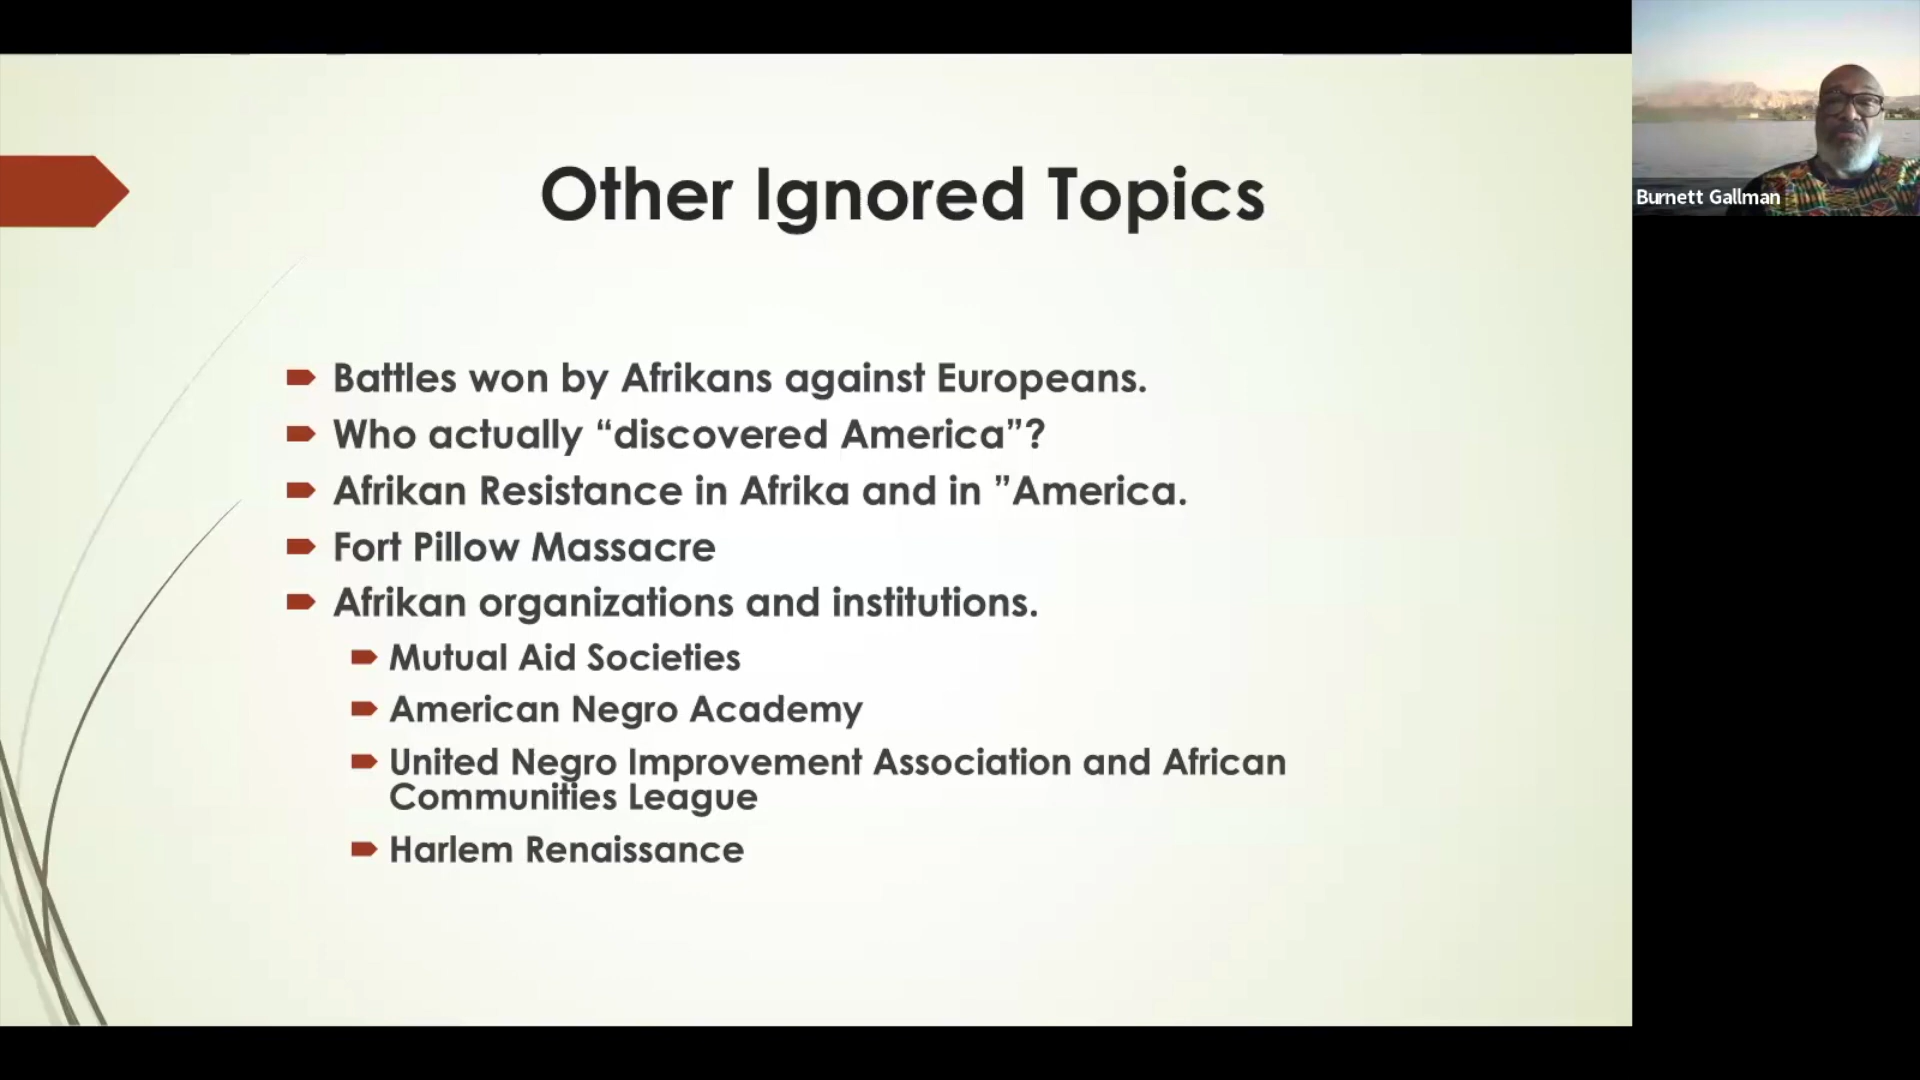 Other Ignored Topics
Battles won by Afrikans against Europeans.
Who actually “discovered America”?
Afrikan Resistance in Afrika and in ”America.
Fort Pillow Massacre
Afrikan organizations and institutions.
Mutual Aid Societies
American Negro Academy
United Negro Improvement Association and African
Communities League
Harlem Renaissance
Burnett Gallman